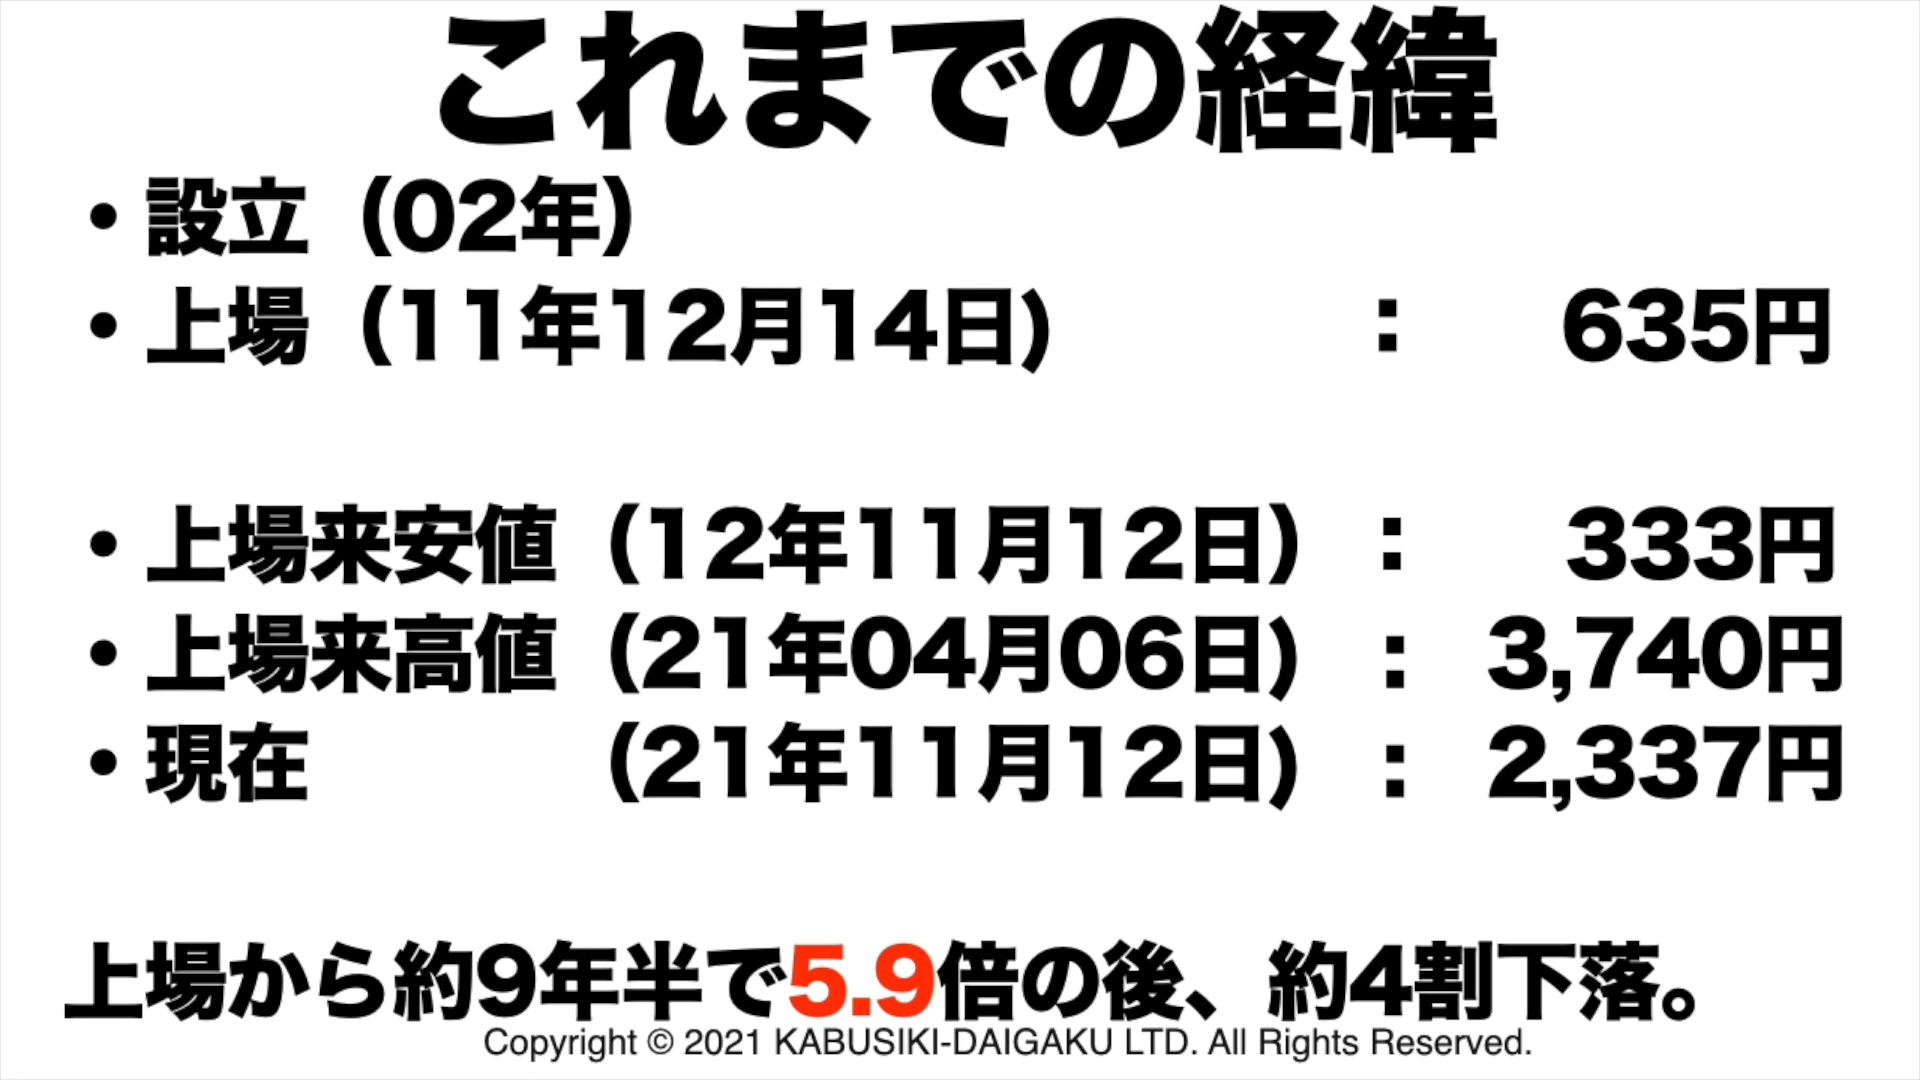 これまでの経緯
• 設立（02年）
• 上場（11年12月14日) : 635円
• 上場来安値（12年11月12日） : 333円
• 上場来高値（21年04月06日) : 3,740円
• 現在 （21年11月12日) : 2,337円
上場から約9年半で5.9倍の後、約4割下落。
Copyright © 2021 KABUSIKI-DAIGAKU LTD. All Rights Reserved.